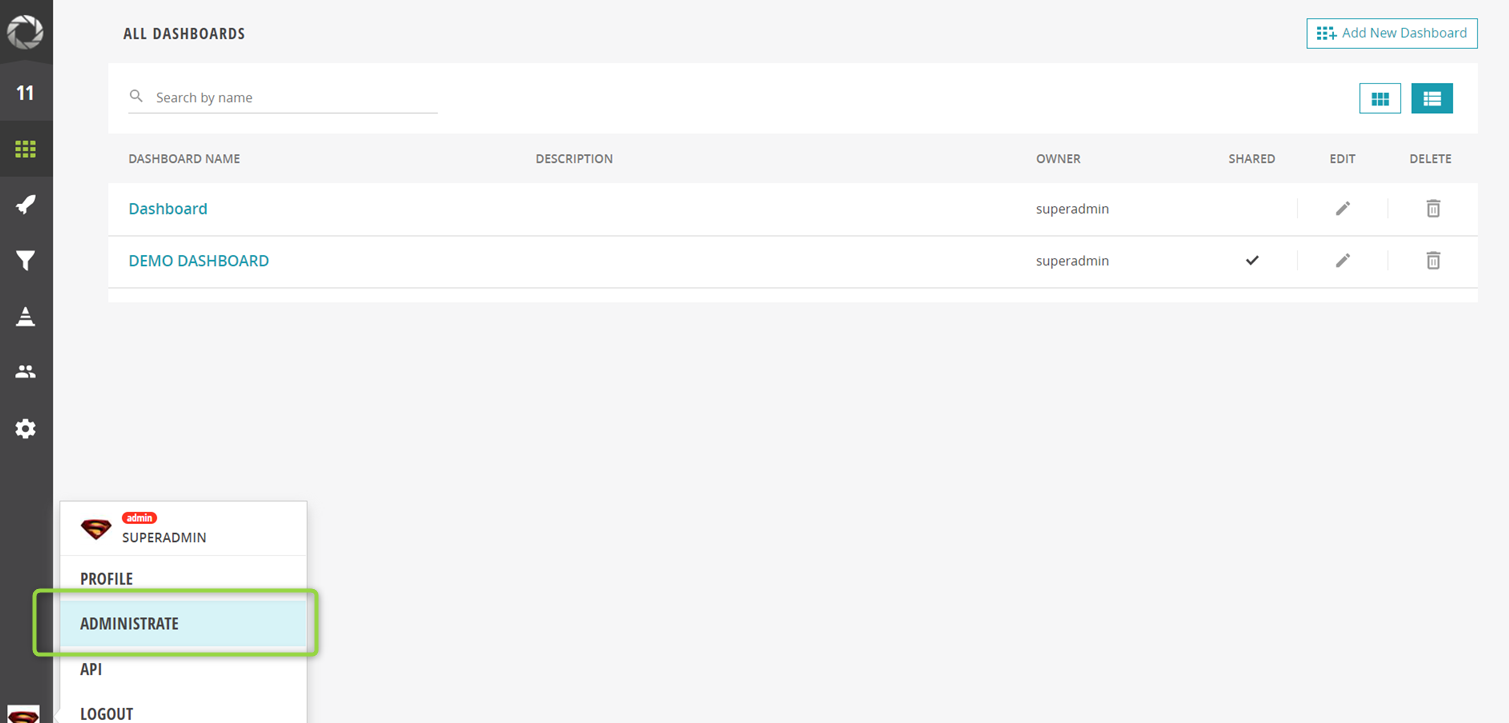 ALL DASHBOARDS
Add New Dashboard
11
Search by name
DASHBOARD NAME DESCRIPTION OWNER SHARED EDIT DELETE
Dashboard superadmin
DEMO DASHBOARD superadmin
admin
SUPERADMIN
PROFILE
ADMINISTRATE
API
LOGOUT